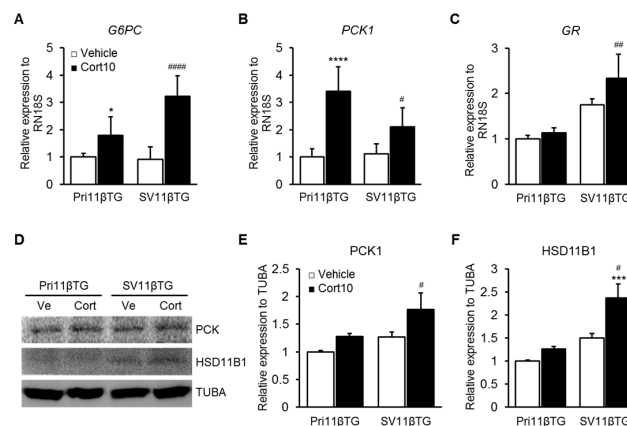 A
G6PC
Relative expression to
RN18S
5
4
3
2
1
0
Vehicle
Cort10
*
####
Pri11βTG
SV11βTG
B
PCK1
Relative expression to
RN18S
5
4
3
2
1
0
****
#
Pri11βTG
SV11βTG
C
GR
Relative expression to
RN18S
3
2
1
0
##
Pri11βTG
SV11βTG
D
Pri11βTG
SV11βTG
Ve
Cort
Ve
Cort
PCK
HSD11B1
TUBA
E
PCK1
Relative expression to TUBA
2.5
2
1.5
1
0.5
0
Vehicle
Cort10
#
Pri11βTG
SV11βTG
F
HSD11B1
Relative expression to TUBA
3
2.5
2
1.5
1
0.5
0
#
***
Pri11βTG
SV11βTG